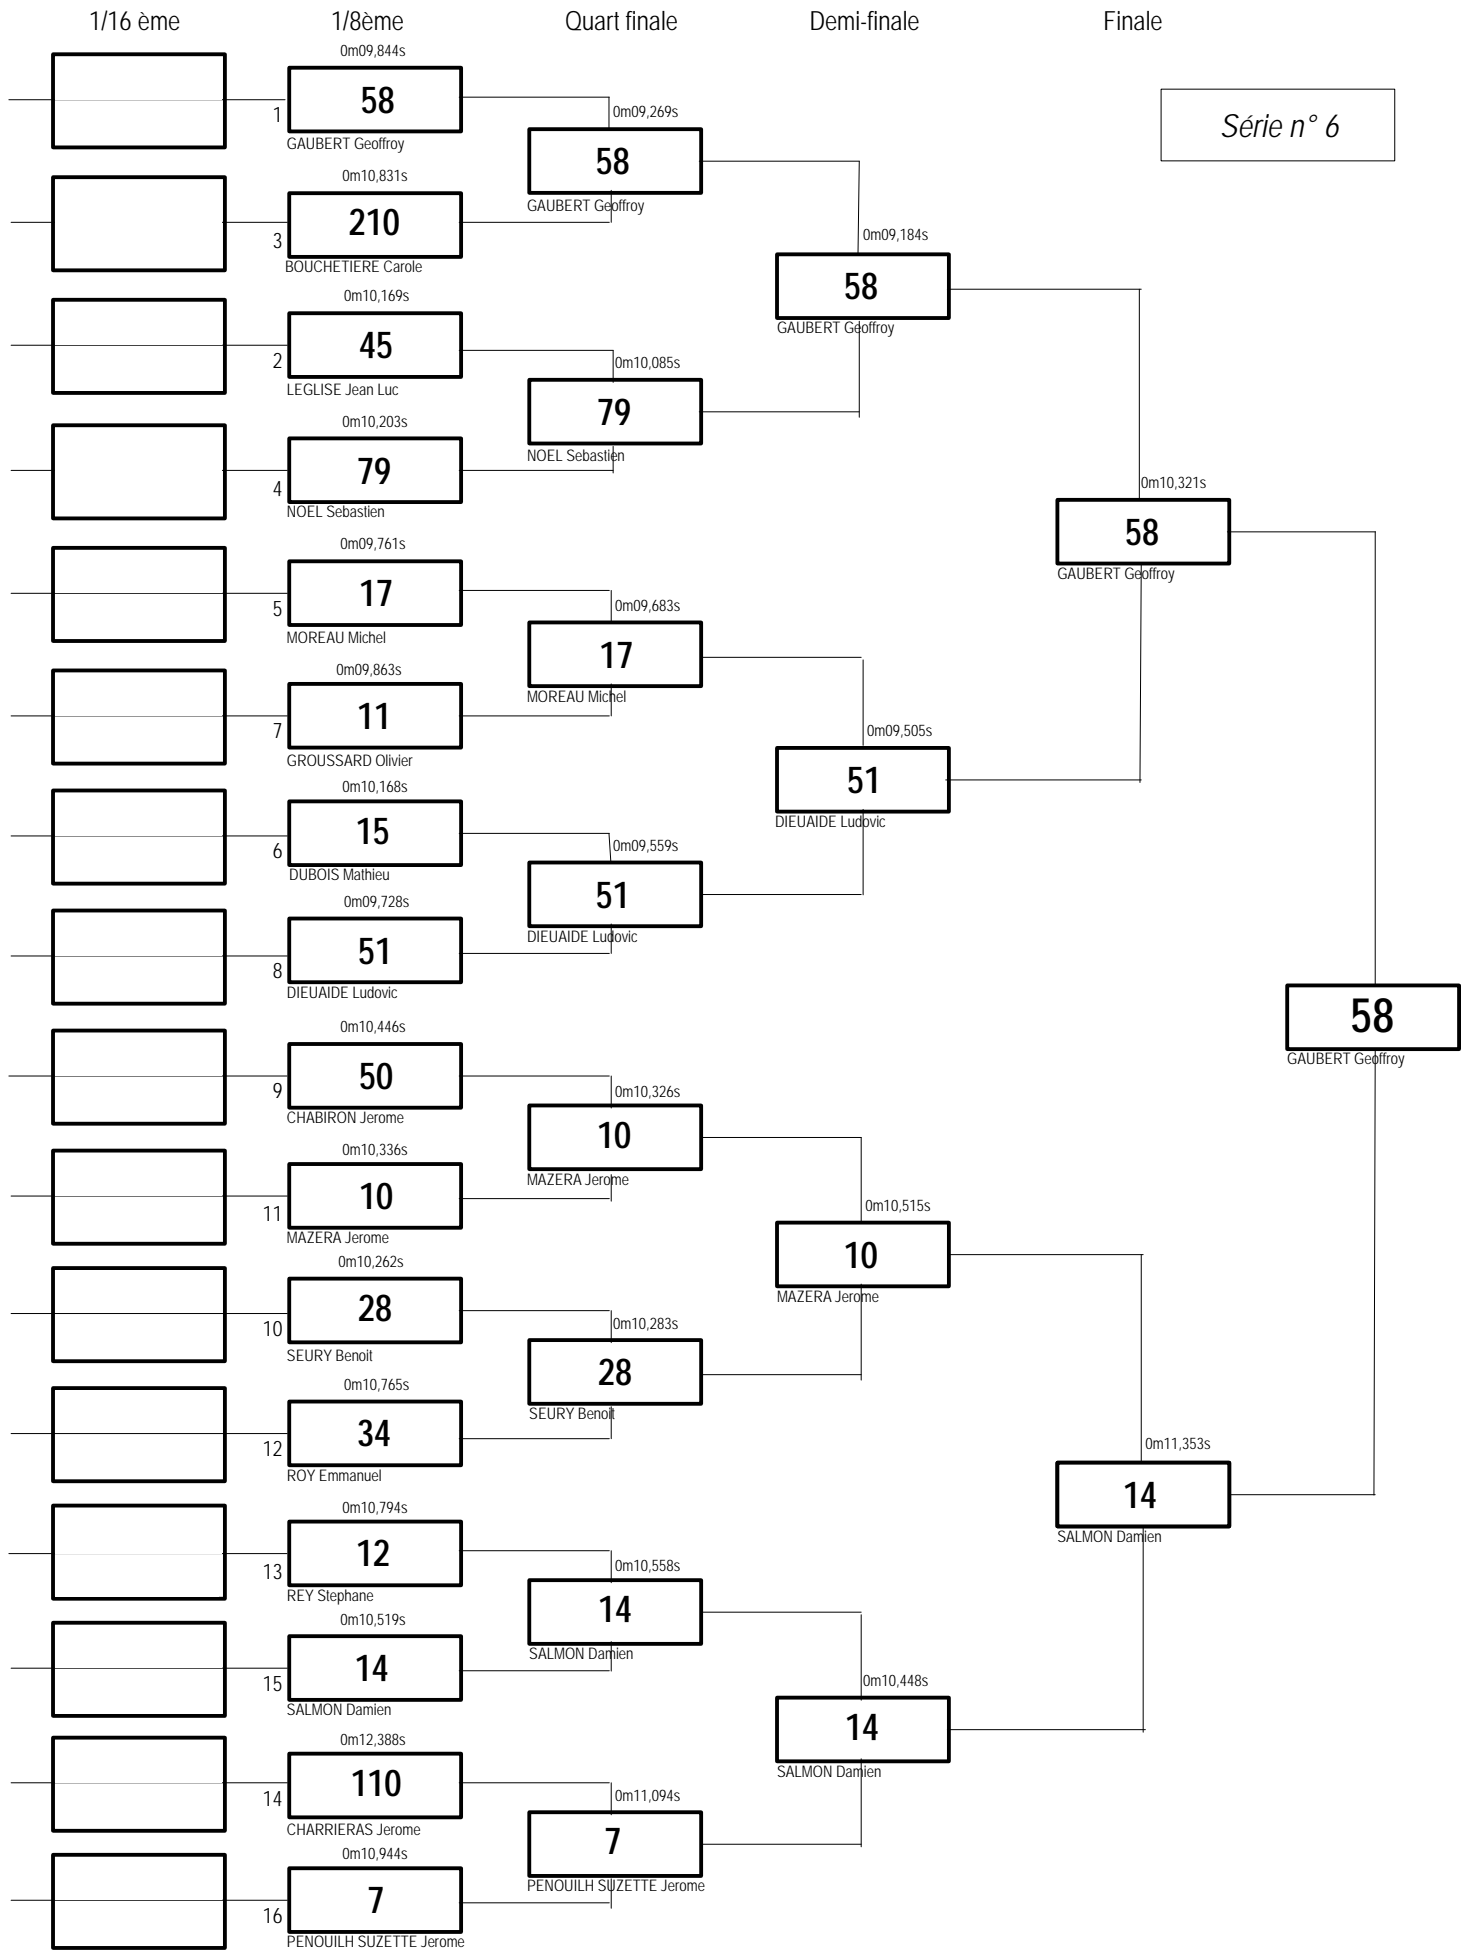 1/16 ème
1/8ème
Quart finale
Demi-finale
Finale
Série n° 6
0m09,844s
1
58
GAUBERT Geoffroy
0m10,831s
3
210
BOUCHETIERE Carole
0m10,169s
2
45
LEGLISE Jean Luc
0m10,203s
4
79
NOEL Sebastien
0m09,761s
5
17
MOREAU Michel
0m09,863s
7
11
GROUSSARD Olivier
0m10,168s
6
15
DUBOIS Mathieu
0m09,728s
8
51
DIEUAIDE Ludovic
0m10,446s
9
50
CHABIRON Jerome
0m10,336s
11
10
MAZERA Jerome
0m10,262s
10
28
SEURY Benoit
0m10,765s
12
34
ROY Emmanuel
0m10,794s
13
12
REY Stephane
0m10,519s
15
14
SALMON Damien
0m12,388s
14
110
CHARRIERAS Jerome
0m10,944s
16
7
PENOUILH SUZETTE Jerome
0m09,269s
58
GAUBERT Geoffroy
0m10,085s
79
NOEL Sebastien
0m09,683s
17
MOREAU Michel
0m09,559s
51
DIEUAIDE Ludovic
0m10,326s
10
MAZERA Jerome
0m10,283s
28
SEURY Benoit
0m10,558s
14
SALMON Damien
0m11,094s
7
PENOUILH SUZETTE Jerome
0m09,184s
58
GAUBERT Geoffroy
0m09,505s
51
DIEUAIDE Ludovic
0m10,515s
10
MAZERA Jerome
0m10,448s
14
SALMON Damien
0m10,321s
58
GAUBERT Geoffroy
0m11,353s
14
SALMON Damien
58
GAUBERT Geoffroy